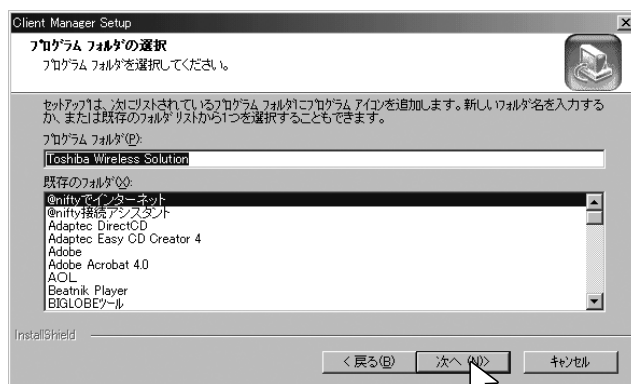 Client Manager Setup
ﾌﾟﾛｸﾞﾗﾑ ﾌｫﾙﾀﾞの選択
ﾌﾟﾛｸﾞﾗﾑ ﾌｫﾙﾀﾞを選択してください。
ｾｯﾄｱｯﾌﾟは、次にリストされているﾌﾟﾛｸﾞﾗﾑ ﾌｫﾙﾀﾞにﾌﾟﾛｸﾞﾗﾑ ｱｲｺﾝを追加します。新しいﾌｫﾙﾀﾞ名を入力する
か、または既存のﾌｫﾙﾀﾞ ﾘｽﾄから1つを選択することもできます。
ﾌﾟﾛｸﾞﾗﾑ ﾌｫﾙﾀﾞ(P):
Toshiba Wireless Solution
既存のﾌｫﾙﾀﾞ(X):
@niftyでインターネット
@nifty接続アシスタント
Adaptec DirectCD
Adaptec Easy CD Creator 4
Adobe
Adobe Acrobat 4.0
AOL
Beatnik Player
BIGLOBEﾂｰﾙ
InstallShield
< 戻る(B) 次へ (N)> ｷｬﾝｾﾙ